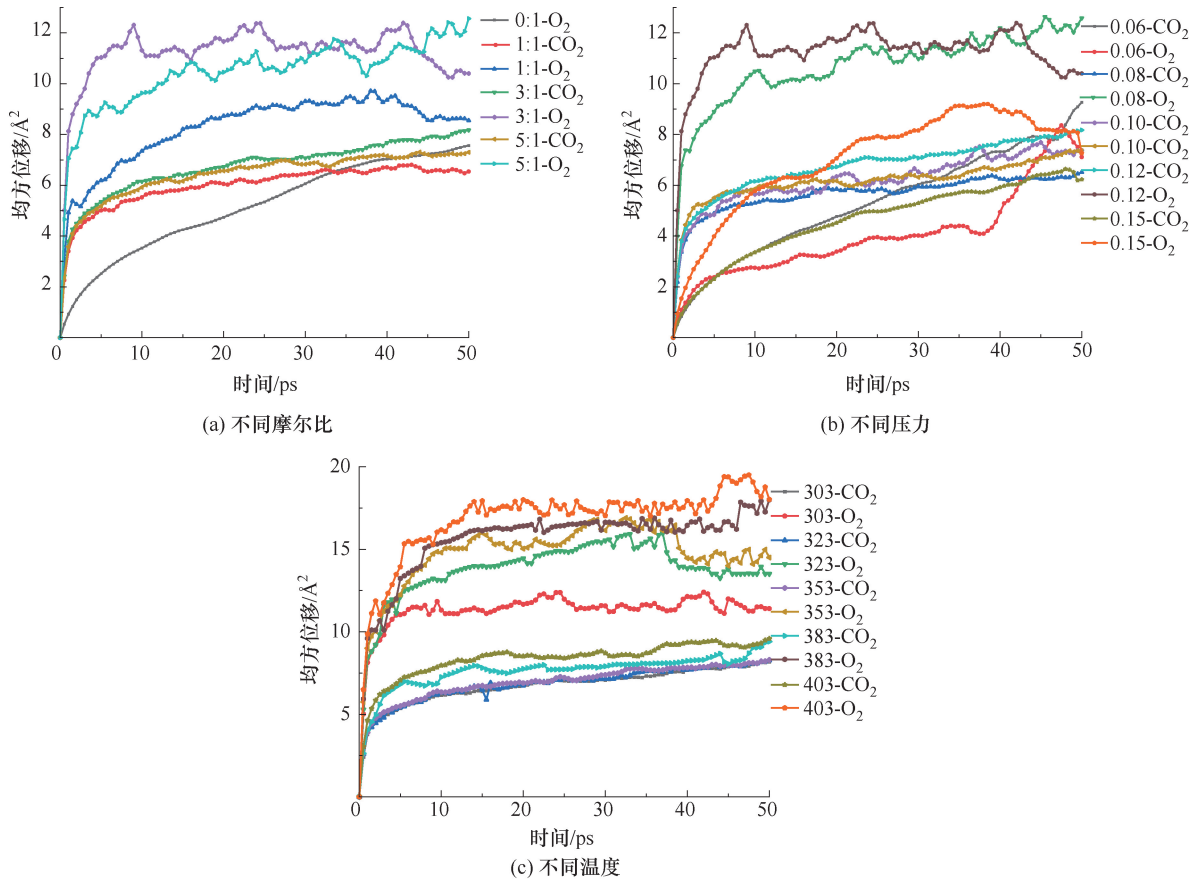 均方位移/Å²
12
10
8
6
4
2
0
10
20
30
40
50
时间/ps
0:1-O₂
1:1-CO₂
1:1-O₂
3:1-CO₂
3:1-O₂
5:1-CO₂
5:1-O₂
(a) 不同摩尔比
均方位移/Å²
12
10
8
6
4
2
0
10
20
30
40
50
时间/ps
0.06-CO₂
0.06-O₂
0.08-CO₂
0.08-O₂
0.10-CO₂
0.10-CO₂
0.12-CO₂
0.12-O₂
0.15-CO₂
0.15-O₂
(b) 不同压力
均方位移/Å²
20
15
10
5
0
10
20
30
40
50
时间/ps
303-CO₂
303-O₂
323-CO₂
323-O₂
353-CO₂
353-O₂
383-CO₂
383-O₂
403-CO₂
403-O₂
(c) 不同温度